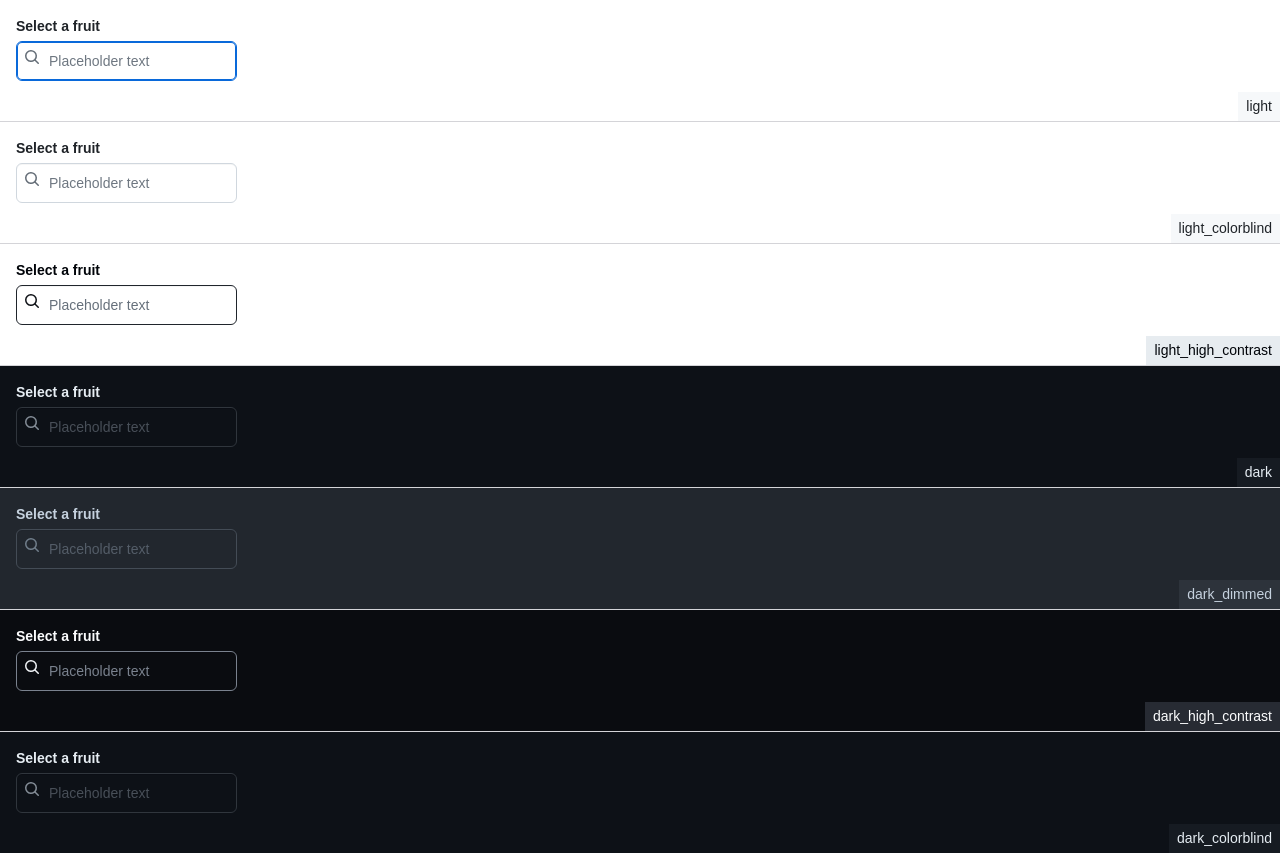 Select a fruit
Placeholder text
light
Select a fruit
Placeholder text
light_colorblind
Select a fruit
Placeholder text
light_high_contrast
Select a fruit
Placeholder text
dark
Select a fruit
Placeholder text
dark_dimmed
Select a fruit
Placeholder text
dark_high_contrast
Select a fruit
Placeholder text
dark_colorblind